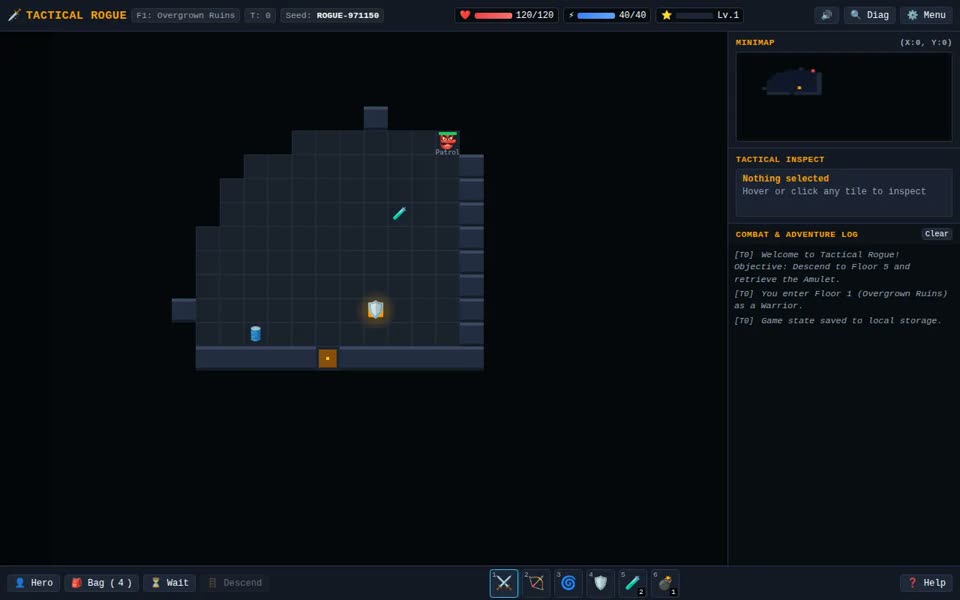 TACTICAL ROGUE
F1: Overgrown Ruins
T: 0
Seed: ROGUE-971150
120/120
40/40
Lv.1
Diag
Menu
MINIMAP
(X:0, Y:0)
Patrol
TACTICAL INSPECT
Nothing selected
Hover or click any tile to inspect
COMBAT & ADVENTURE LOG
Clear
[T0] Welcome to Tactical Rogue!
Objective: Descend to Floor 5 and
retrieve the Amulet.
[T0] You enter Floor 1 (Overgrown Ruins)
as a Warrior.
[T0] Game state saved to local storage.
Hero
Bag (4)
Wait
Descend
1
2
3
4
5
2
6
1
Help